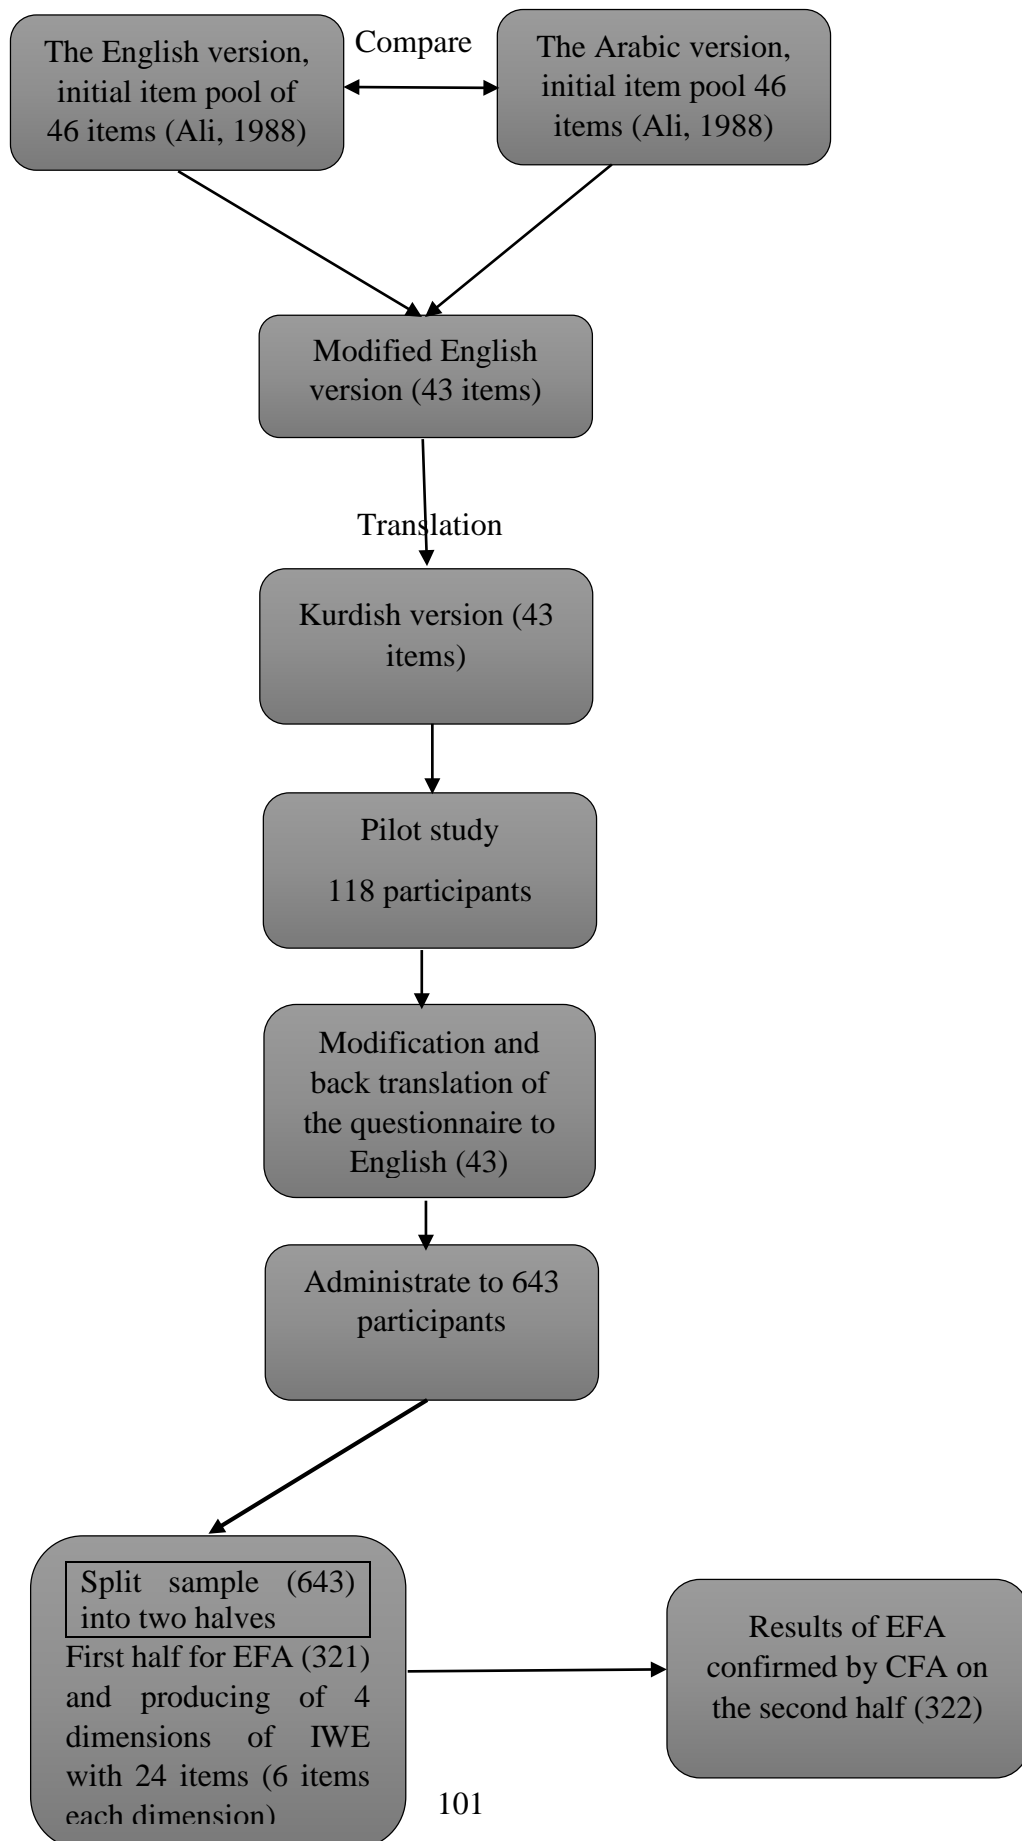 The English version,
initial item pool of
46 items (Ali, 1988)
Compare
The Arabic version,
initial item pool 46
items (Ali, 1988)
Modified English
version (43 items)
Translation
Kurdish version (43
items)
Pilot study
118 participants
Modification and
back translation of
the questionnaire to
English (43)
Administrate to 643
participants
Split sample (643)
into two halves
First half for EFA (321)
and producing of 4
dimensions of IWE
with 24 items (6 items
each dimension)
Results of EFA
confirmed by CFA on
the second half (322)
101